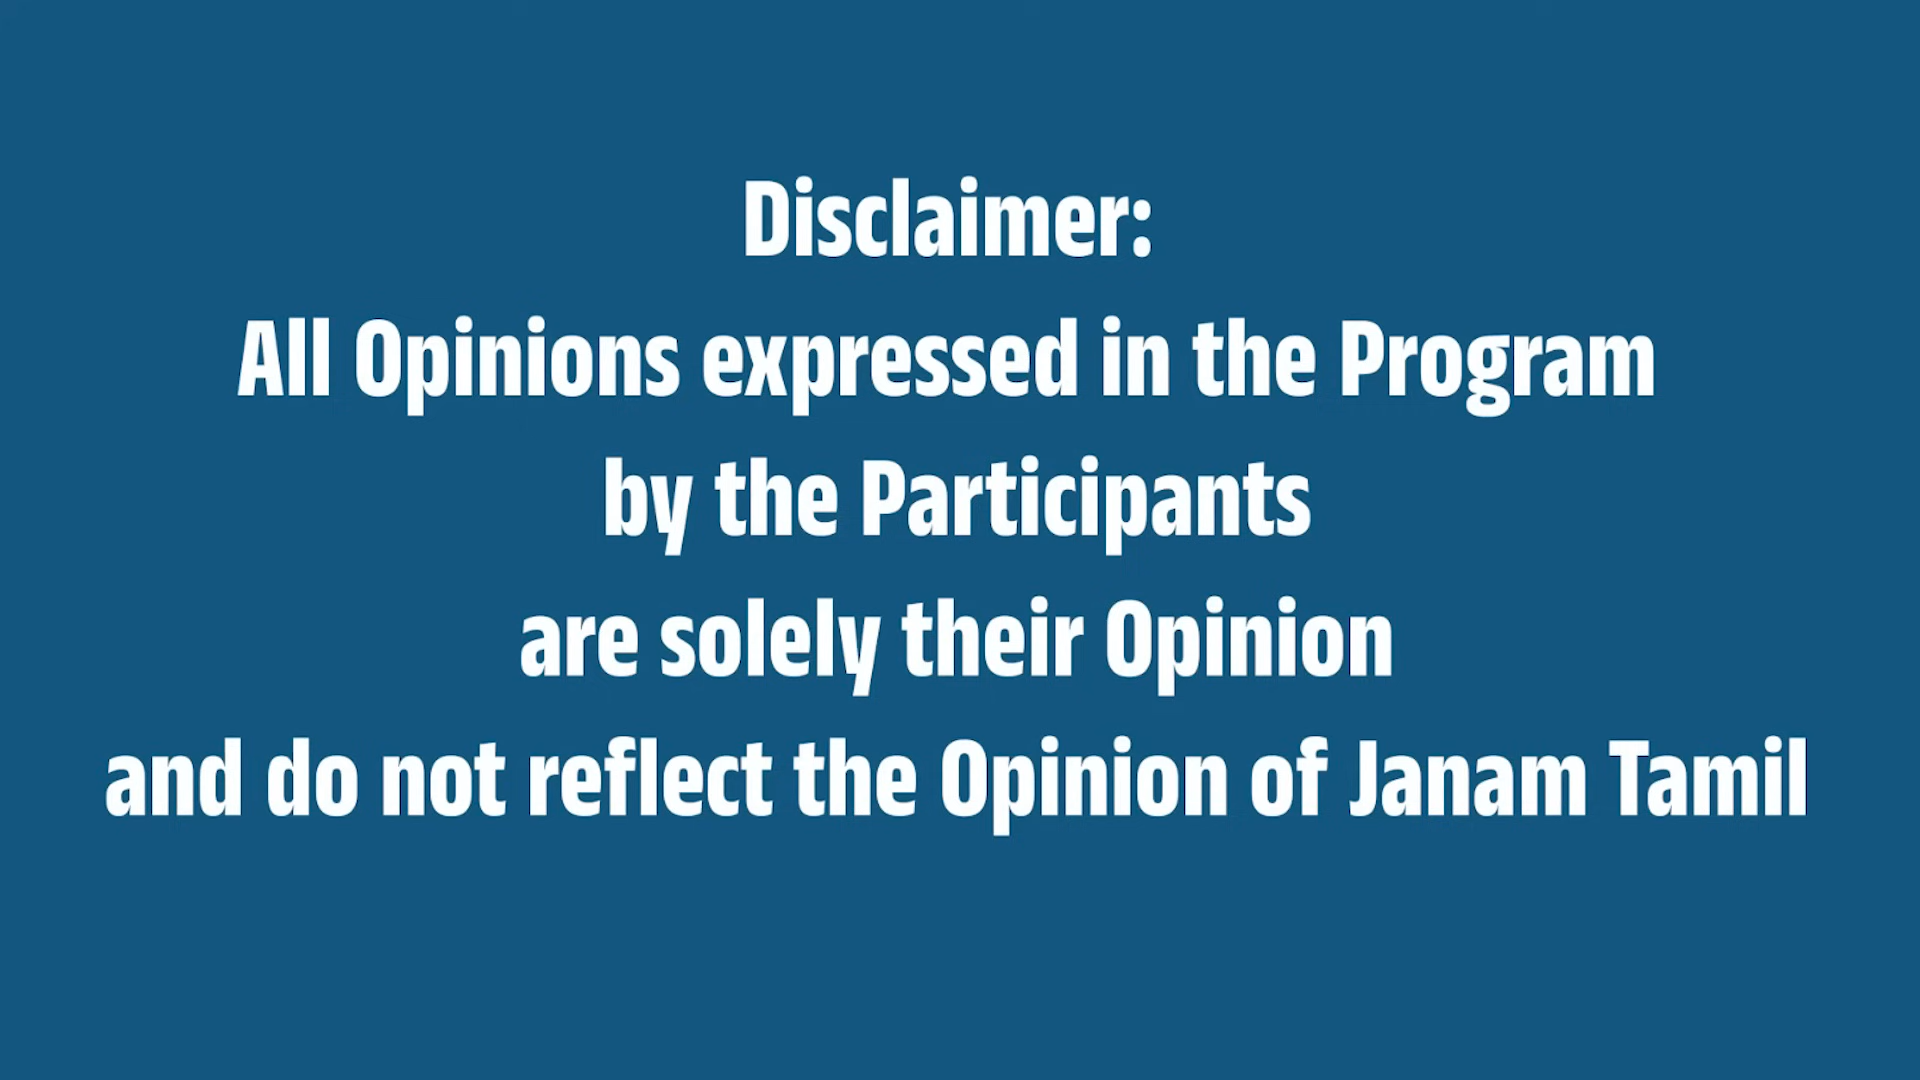 Disclaimer:
All Opinions expressed in the Program
by the Participants
are solely their Opinion
and do not reflect the Opinion of Janam Tamil